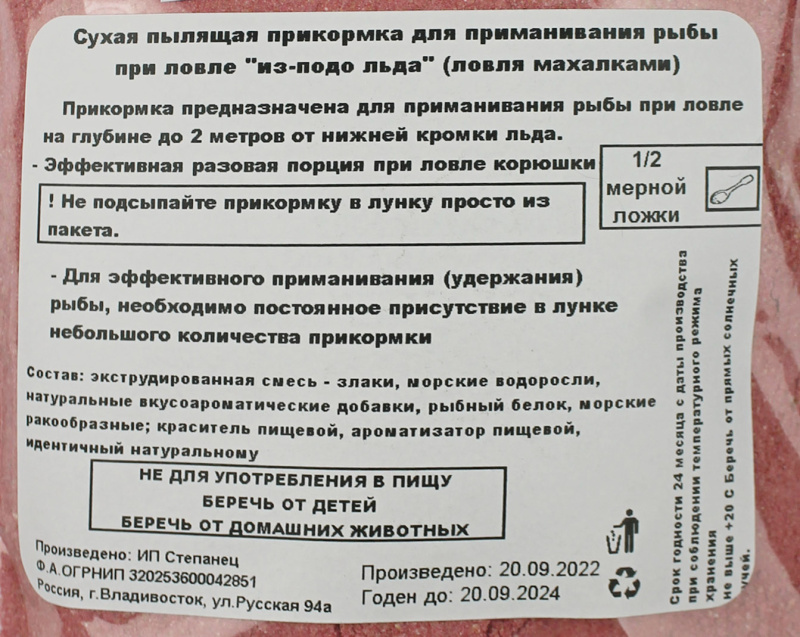 Сухая пылящая прикормка для приманивания рыбы
при ловле "из-подо льда" (ловля махалками)
Прикормка предназначена для приманивания рыбы при ловле
на глубине до 2 метров от нижней кромки льда.
- Эффективная разовая порция при ловле корюшки
1/2
мерной
ложки
! Не подсыпайте прикормку в лунку просто из
пакета.
- Для эффективного приманивания (удержания)
рыбы, необходимо постоянное присутствие в лунке
небольшого количества прикормки
Состав: экструдированная смесь - злаки, морские водоросли,
натуральные вкусоароматические добавки, рыбный белок, морские
ракообразные; краситель пищевой, ароматизатор пищевой,
идентичный натуральному
НЕ ДЛЯ УПОТРЕБЛЕНИЯ В ПИЩУ
БЕРЕЧЬ ОТ ДЕТЕЙ
БЕРЕЧЬ ОТ ДОМАШНИХ ЖИВОТНЫХ
Произведено: ИП Степанец
Ф.А.ОГРНИП 320253600042851
Россия, г.Владивосток, ул.Русская 94а
Произведено: 20.09.2022
Годен до: 20.09.2024
Срок годности 24 месяца с даты производства
при соблюдении температурного режима
хранения
не выше +20 С Беречь от прямых солнечных
лучей.